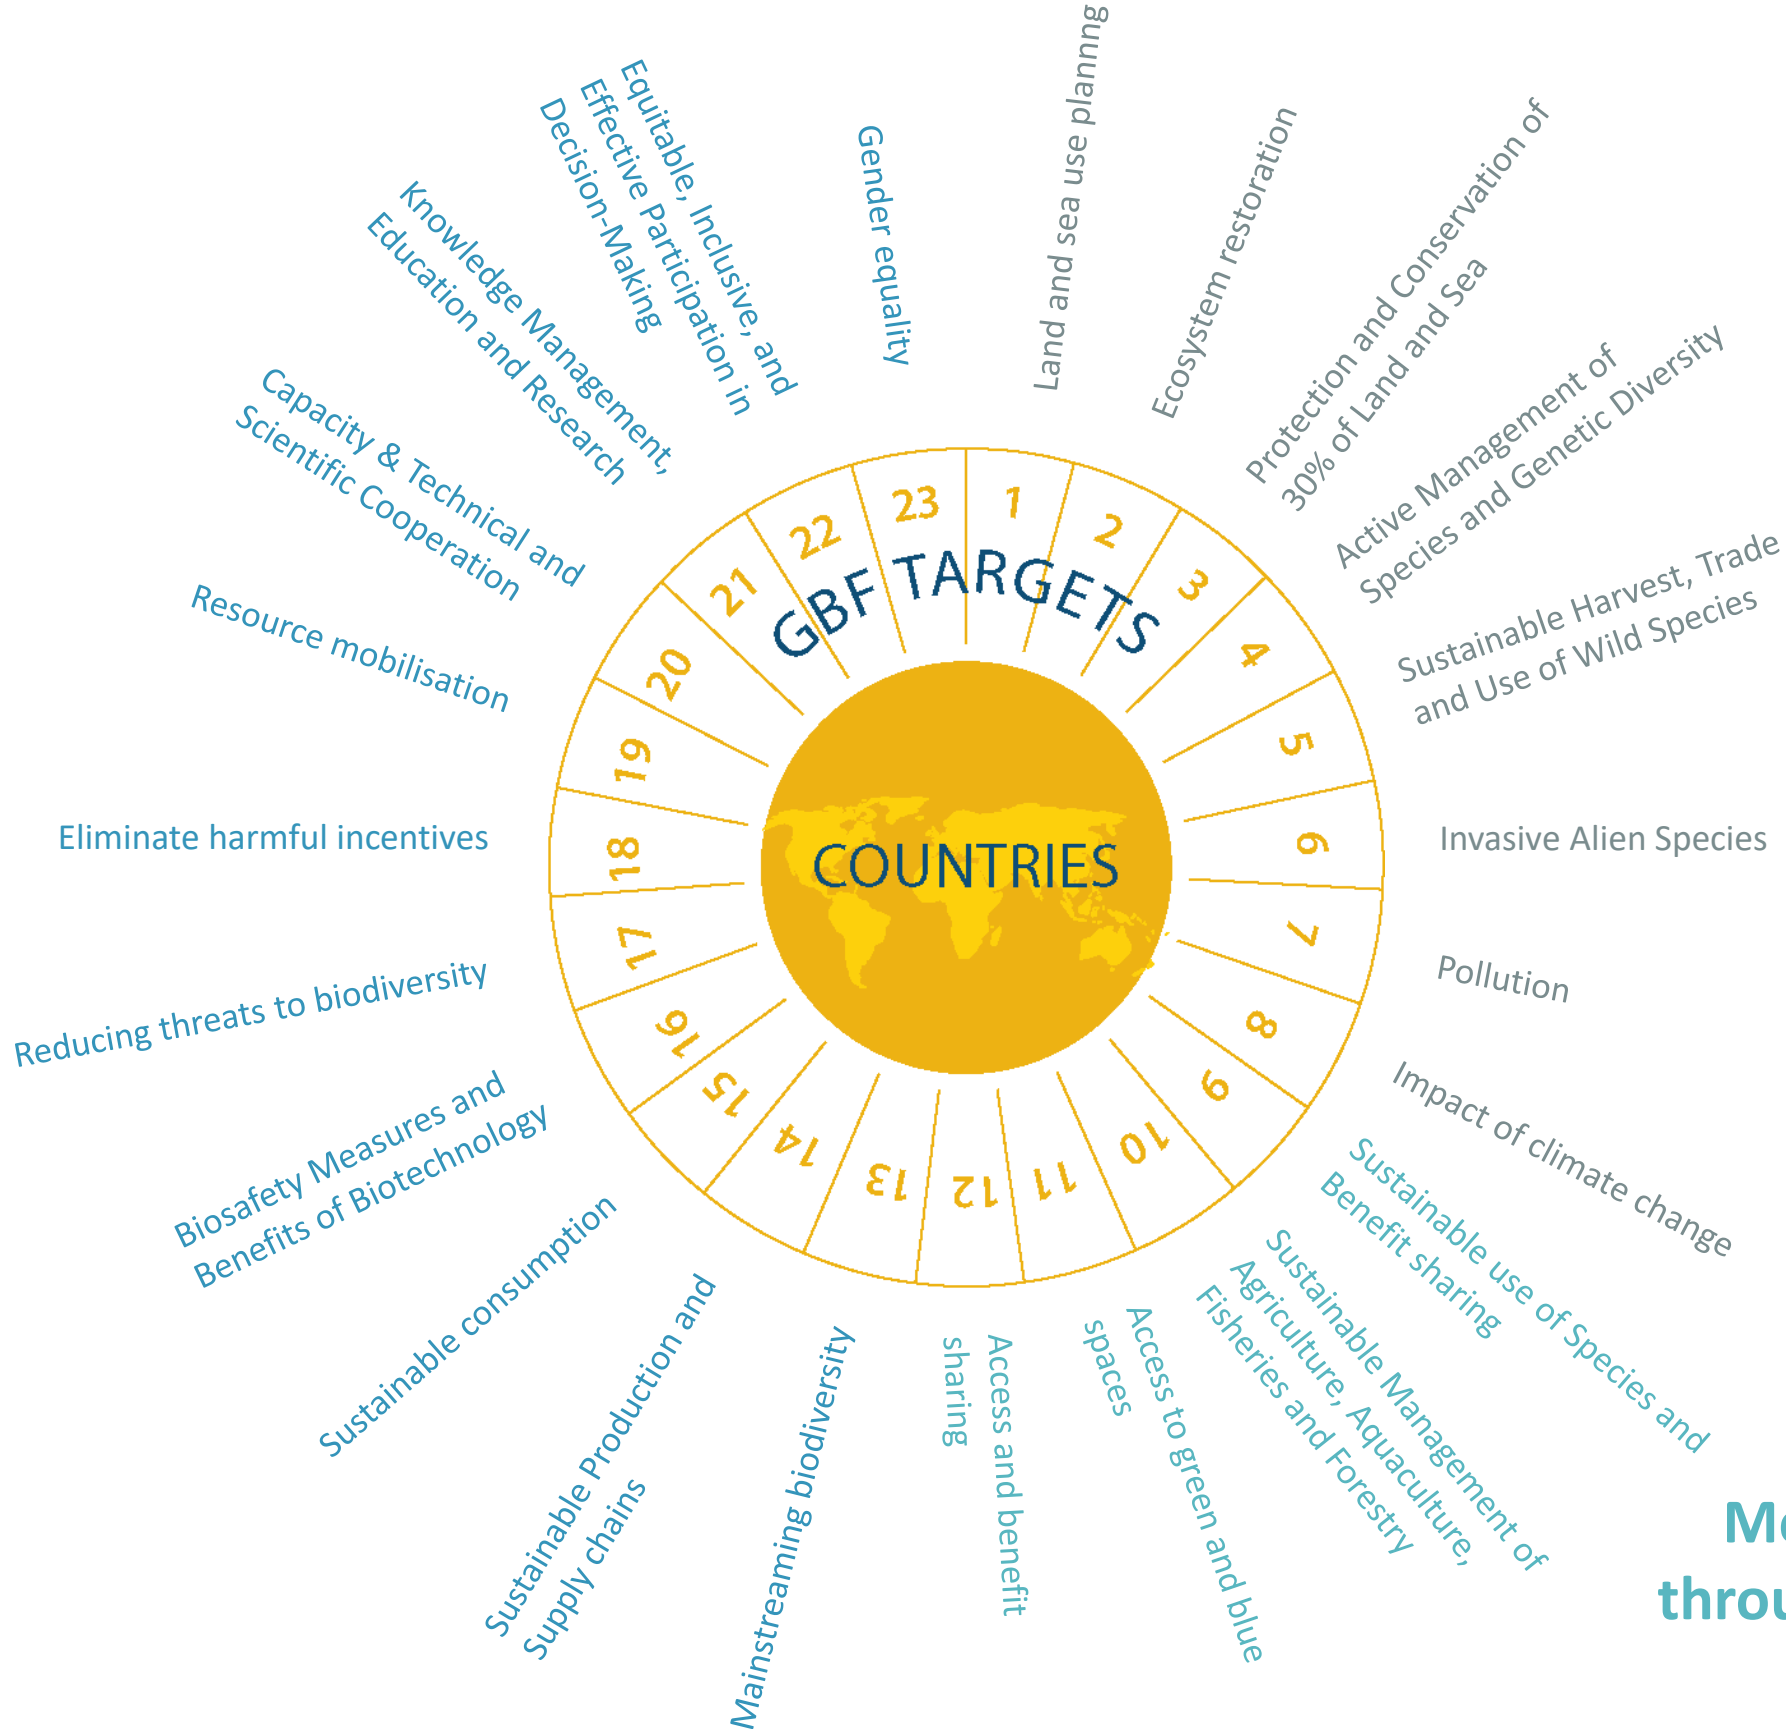 Land and sea use plannng
Ecosystem restoration
Protection and Conservation of
30% of Land and Sea
Active Management of
Species and Genetic Diversity
Sustainable Harvest, Trade
and Use of Wild Species
Invasive Alien Species
Pollution
Impact of climate change
Sustainable use of Species and
Benefit sharing
Sustainable Management of
Agriculture, Aquaculture,
Fisheries and Forestry
Access to green and blue
spaces
Access and benefit
sharing
Mainstreaming biodiversity
Sustainable Production and
Supply chains
Sustainable consumption
Biosafety Measures and
Benefits of Biotechnology
Reducing threats to biodiversity
Eliminate harmful incentives
Resource mobilisation
Capacity & Technical and
Scientific Cooperation
Knowledge Management,
Education and Research
Equitable, Inclusive, and
Effective Participation in
Decision-Making
Gender equality
1
2
3
4
5
6
7
8
9
10
11
12
13
14
15
16
17
18
19
20
21
22
23
GBF TARGETS
COUNTRIES